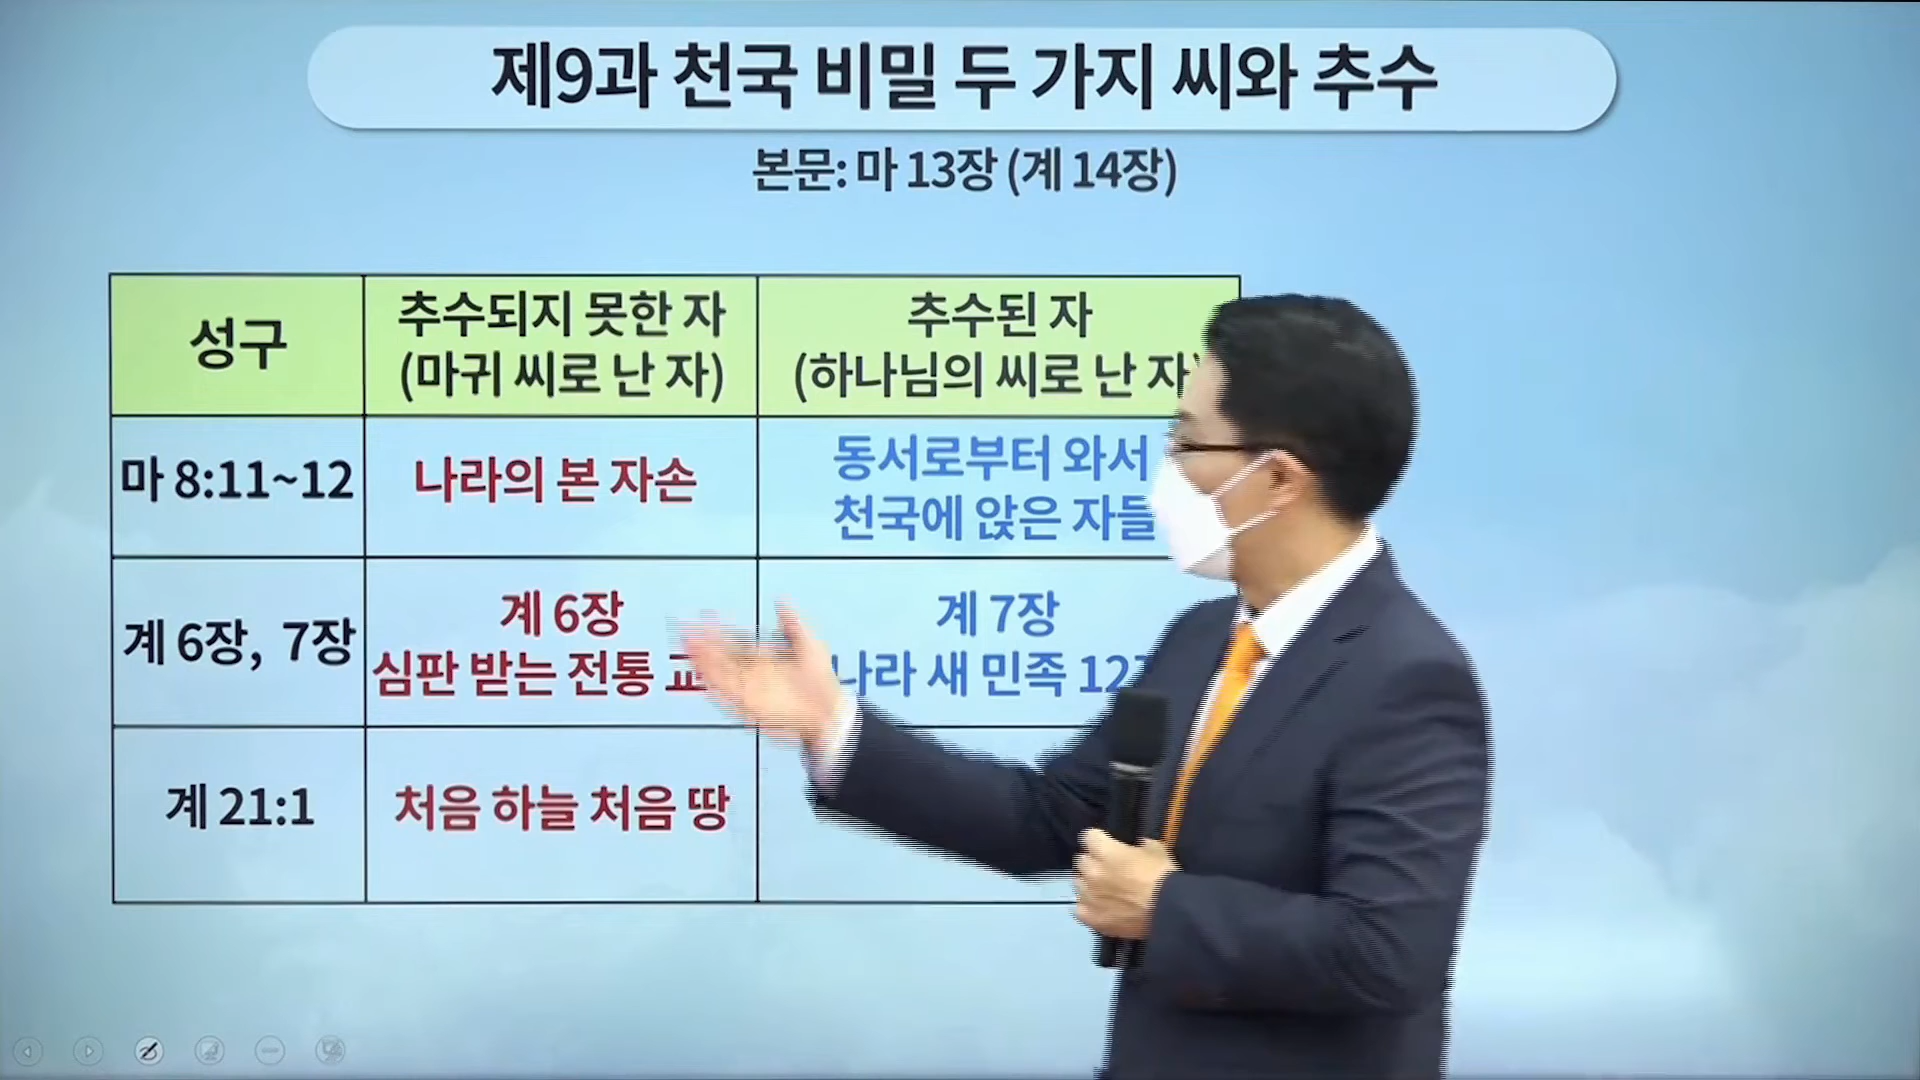 제9과 천국 비밀 두 가지 씨와 추수
본문: 마 13장 (계 14장)
성구
추수되지 못한 자
(마귀 씨로 난 자)
추수된 자
(하나님의 씨로 난 자)
마 8:11~12
나라의 본 자손
동서로부터 와서
천국에 앉은 자들
계 6장, 7장
계 6장
심판 받는 전통
계 7장
나라 새 민족
계 21:1
처음 하늘 처음 땅